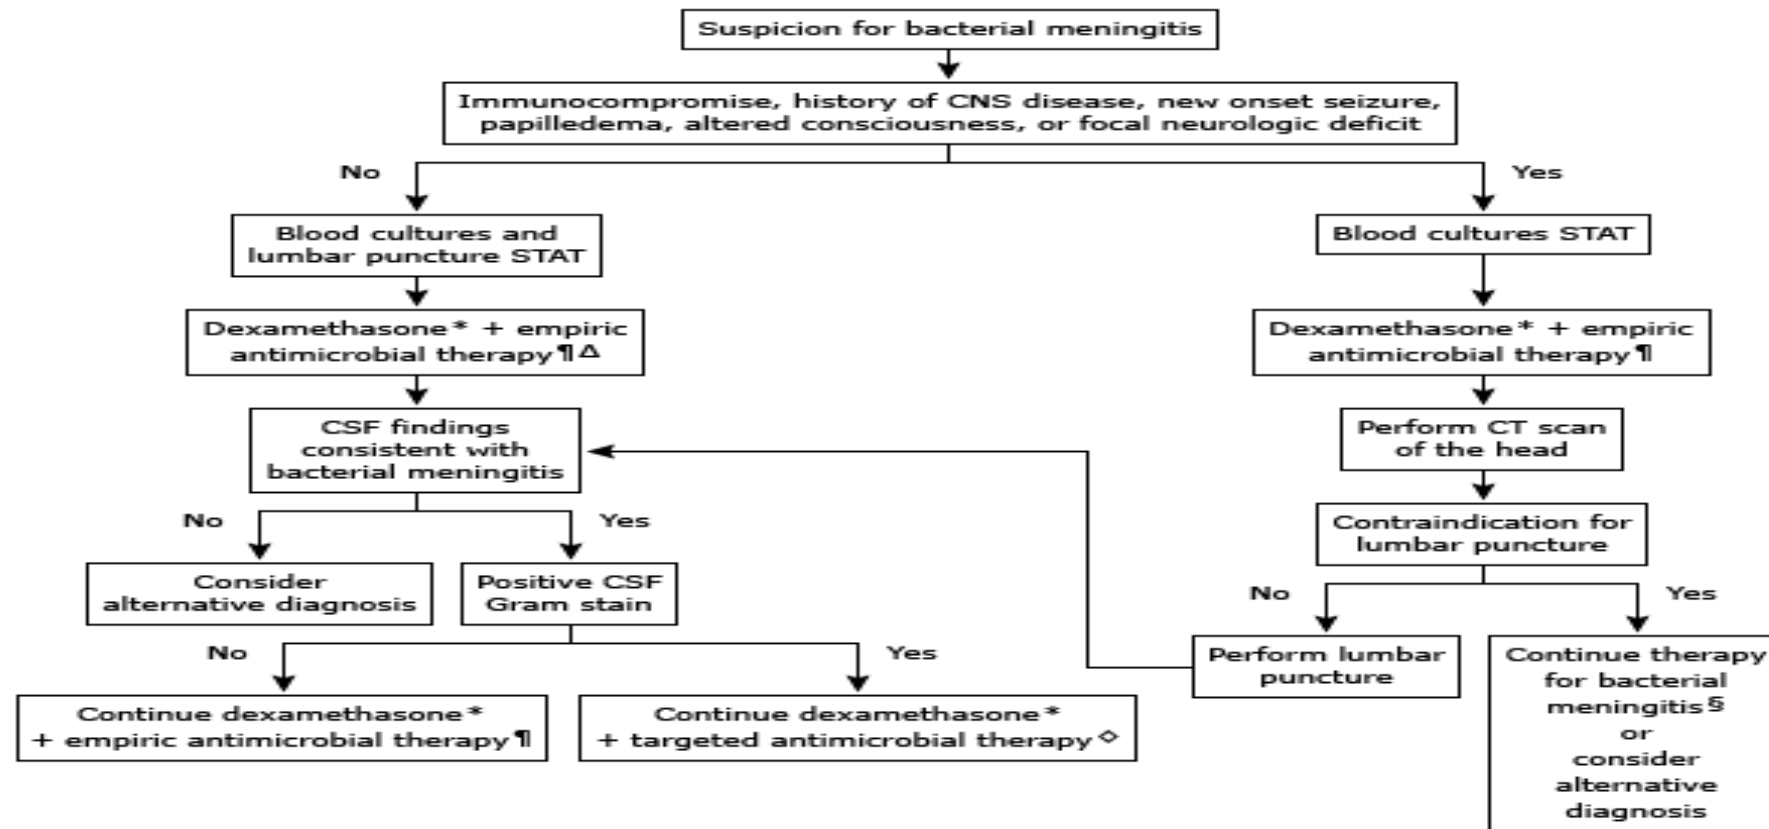 Suspicion for bacterial meningitis
Immunocompromise, history of CNS disease, new onset seizure,
papilledema, altered consciousness, or focal neurologic deficit
No
Yes
Blood cultures and
lumbar puncture STAT
Blood cultures STAT
Dexamethasone* + empiric
antimicrobial therapy¶Δ
Dexamethasone* + empiric
antimicrobial therapy¶
CSF findings
consistent with
bacterial meningitis
Perform CT scan
of the head
No
Yes
Contraindication for
lumbar puncture
Consider
alternative diagnosis
Positive CSF
Gram stain
No
Yes
No
Yes
Perform lumbar
puncture
Continue therapy
for bacterial
meningitis§
or
consider
alternative
diagnosis
Continue dexamethasone*
+ empiric antimicrobial therapy¶
Continue dexamethasone*
+ targeted antimicrobial therapy◇